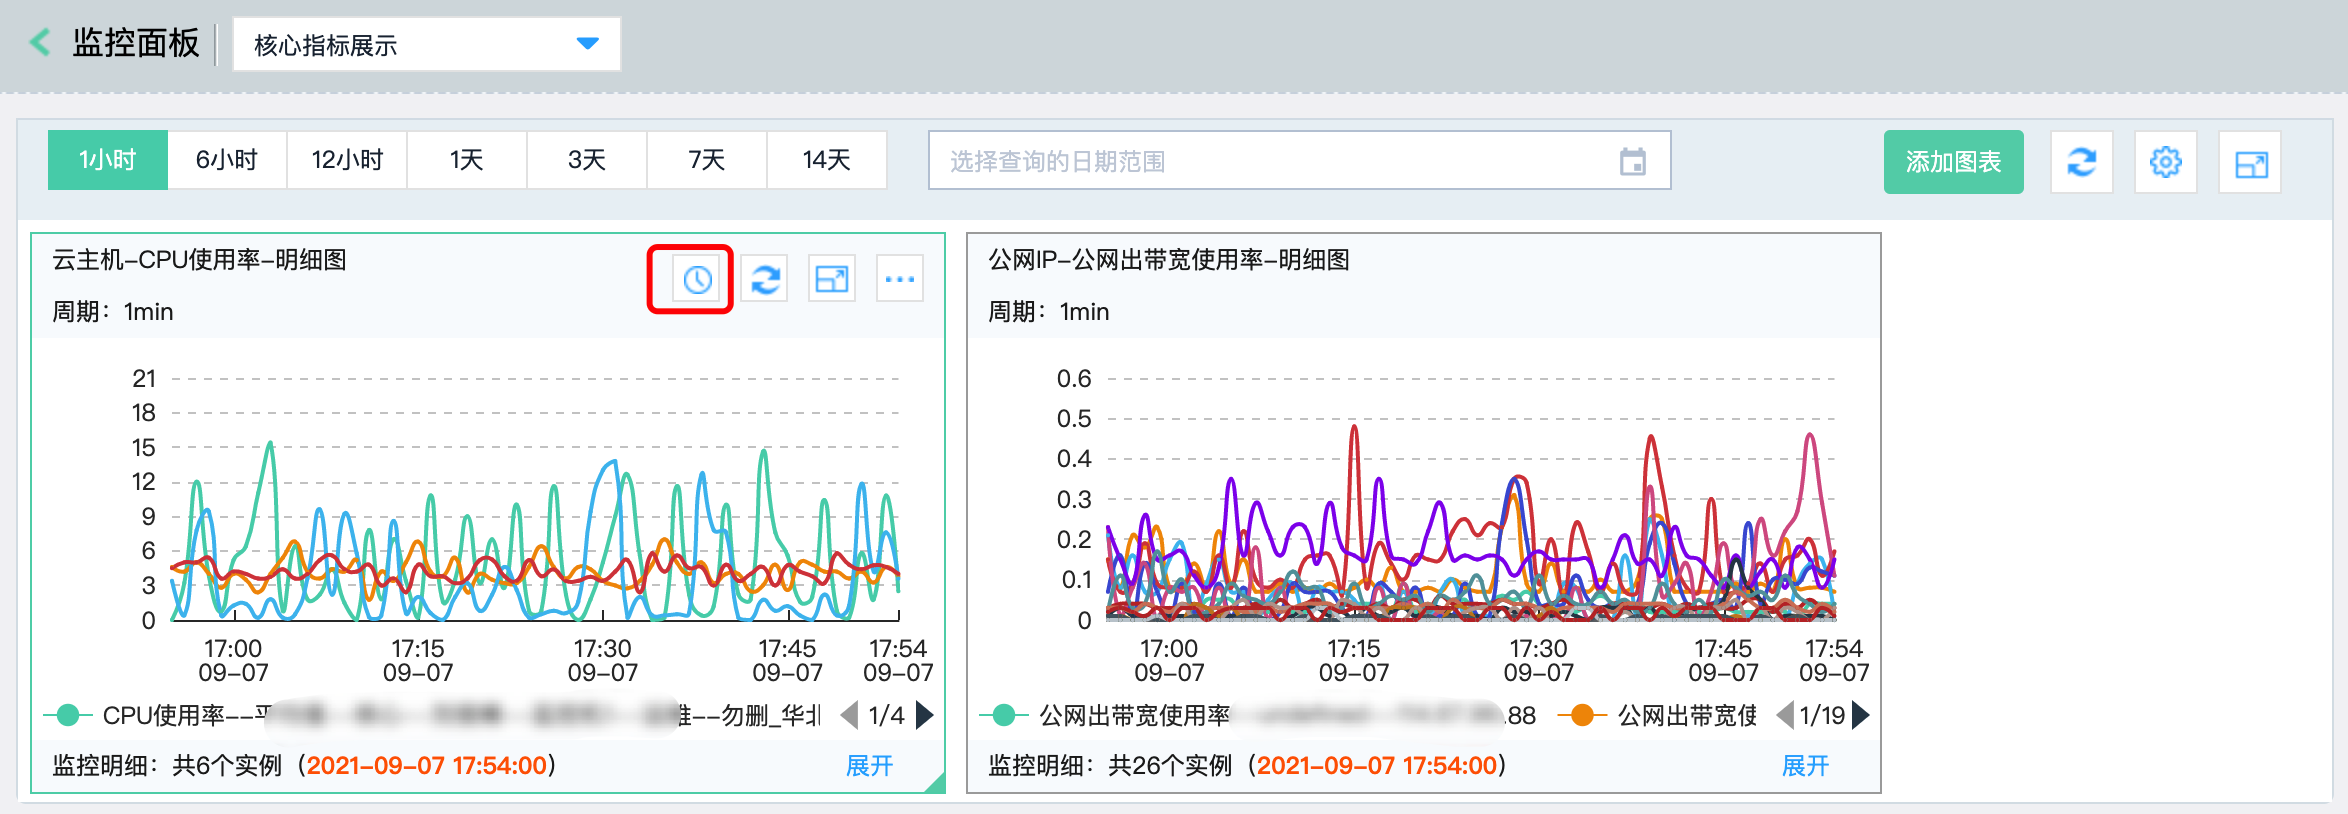 监控面板
核心指标展示
1小时 6小时 12小时 1天 3天 7天 14天
选择查询的日期范围
添加图表
云主机-CPU使用率-明细图
周期：1min
21
18
15
12
9
6
3
0
17:00 17:15 17:30 17:45 17:54
09-07 09-07 09-07 09-07 09-07
CPU使用率--平 维--勿删_华北 1/4
监控明细：共6个实例（2021-09-07 17:54:00） 展开
公网IP-公网出带宽使用率-明细图
周期：1min
0.6
0.5
0.4
0.3
0.2
0.1
0
17:00 17:15 17:30 17:45 17:54
09-07 09-07 09-07 09-07 09-07
公网出带宽使用率 .88 公网出带宽使 1/19
监控明细：共26个实例（2021-09-07 17:54:00） 展开